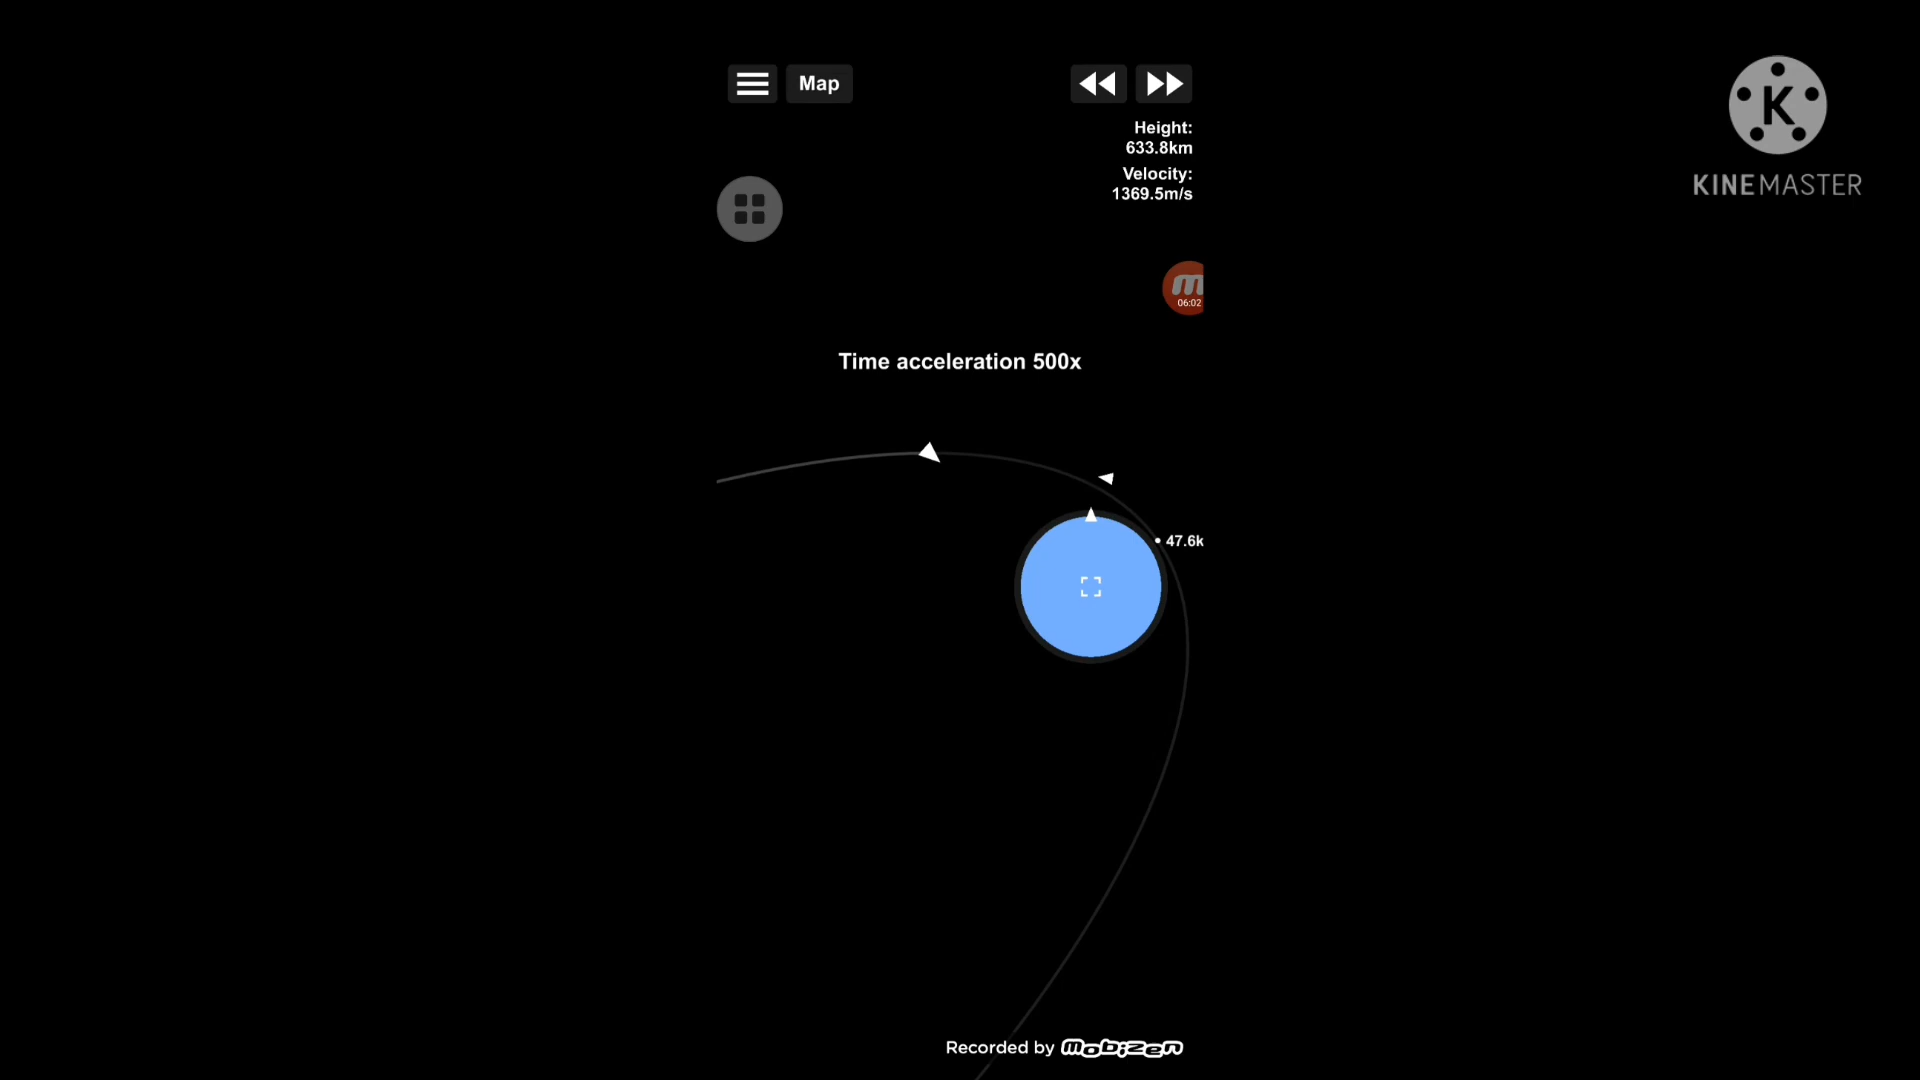 Map
Height:
633.8km
Velocity:
1369.5m/s
K
KINEMASTER
m
06:02
Time acceleration 500x
47.6k
Recorded by mobizen